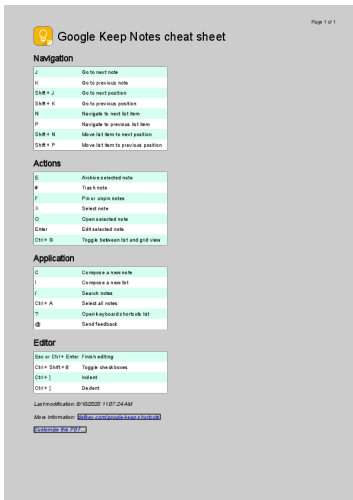 Page 1 of 1
Google Keep Notes cheat sheet
Navigation
J Go to next note
K Go to previous note
Shift + J Go to next position
Shift + K Go to previous position
N Navigate to next list item
P Navigate to previous list item
Shift + N Move list item to next position
Shift + P Move list item to previous position
Actions
E Archive selected note
# Trash note
F Pin or unpin notes
X Select note
O Open selected note
Enter Edit selected note
Ctrl + G Toggle between list and grid view
Application
C Compose a new note
l Compose a new list
/ Search notes
Ctrl + A Select all notes
? Open keyboard shortcuts list
@ Send feedback
Editor
Esc or Ctrl + Enter Finish editing
Ctrl + Shift + 8 Toggle checkboxes
Ctrl + ] Indent
Ctrl + [ Dedent
Last modification: 9/10/2020 11:07:24 AM
More information: defkey.com/google-keep-shortcuts
Customize this PDF...